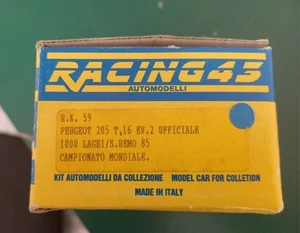 RACING43
AUTOMODELLI
R.K. 59
PEUGEOT 205 T.16 EV.2 UFFICIALE
1000 LAGHI/S.REMO 85
CAMPIONATO MONDIALE.
KIT AUTOMODELLI DA COLLEZIONE MODEL CAR FOR COLLETION
MADE IN ITALY